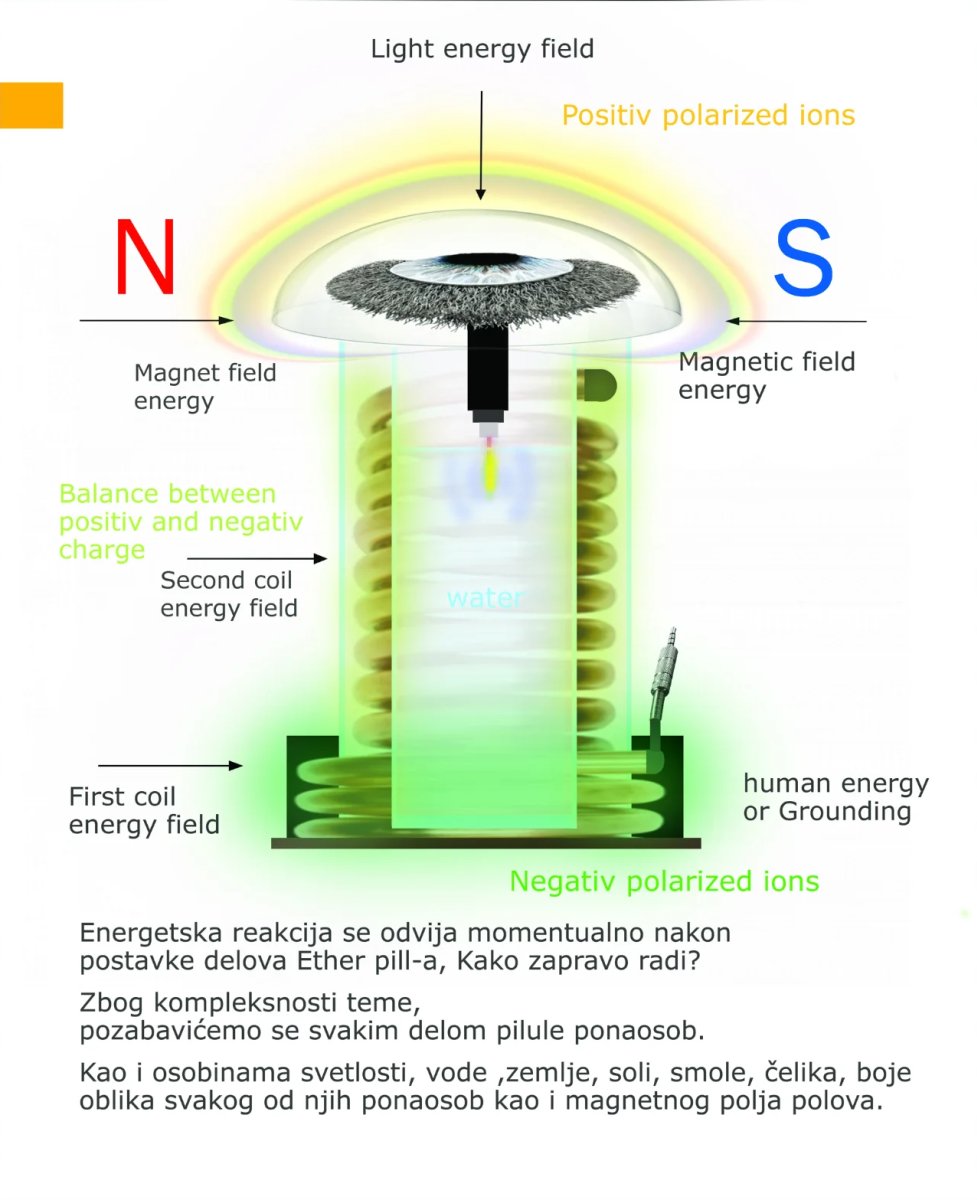 Light energy field
Positiv polarized ions
N
S
Magnet field
energy
Magnetic field
energy
Balance between
positiv and negativ
charge
Second coil
energy field
water
First coil
energy field
human energy
or Grounding
Negativ polarized ions
Energetska reakcija se odvija momentualno nakon
postavke delova Ether pill-a, Kako zapravo radi?
Zbog kompleksnosti teme,
pozabavićemo se svakim delom pilule ponaosob.
Kao i osobinama svetlosti, vode ,zemlje, soli, smole, čelika, boje
oblika svakog od njih ponaosob kao i magnetnog polja polova.